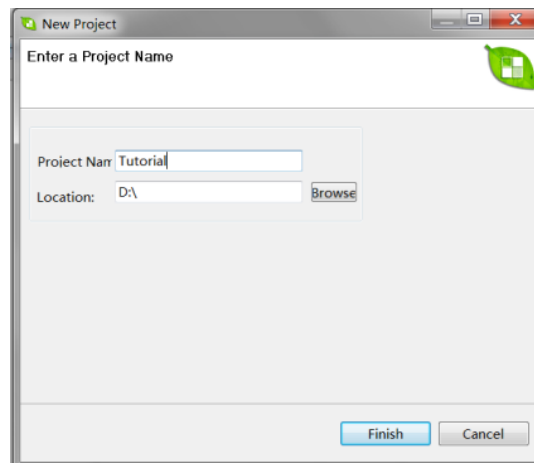 New Project
Enter a Project Name
Project Nam Tutorial
Location: D:\ Browse
Finish Cancel